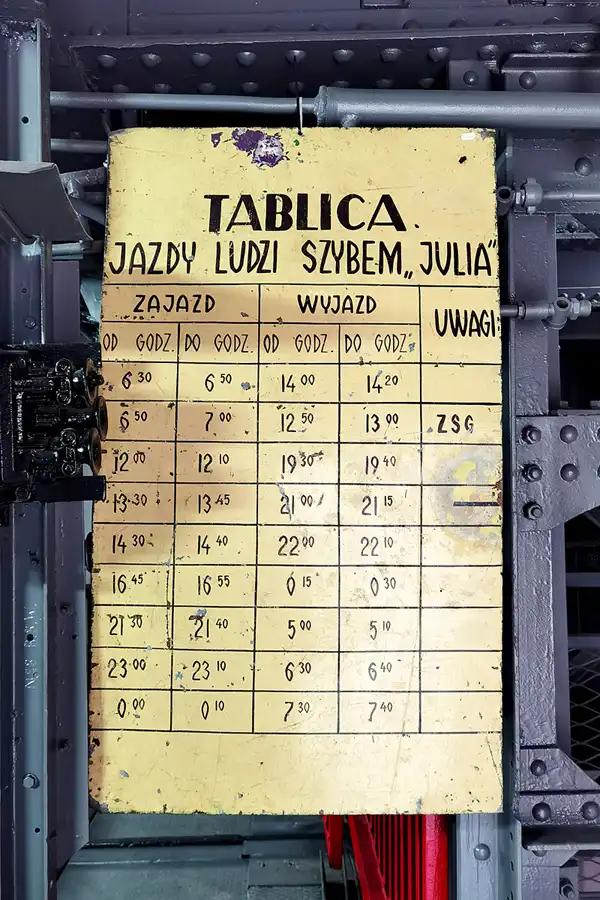 TABLICA.
JAZDY LUDZI SZYBEM „JULIA"
ZAJAZD WYJAZD UWAGI:
OD GODZ. DO GODZ. OD GODZ. DO GODZ.
6 30 6 50 14 00 14 20
6 50 7 00 12 50 13 00 ZSG
12 00 12 10 19 30 19 40
13 30 13 45 21 00 21 15
14 30 14 40 22 00 22 10
16 45 16 55 0 15 0 30
21 30 21 40 5 00 5 10
23 00 23 10 6 30 6 40
0 00 0 10 7 30 7 40